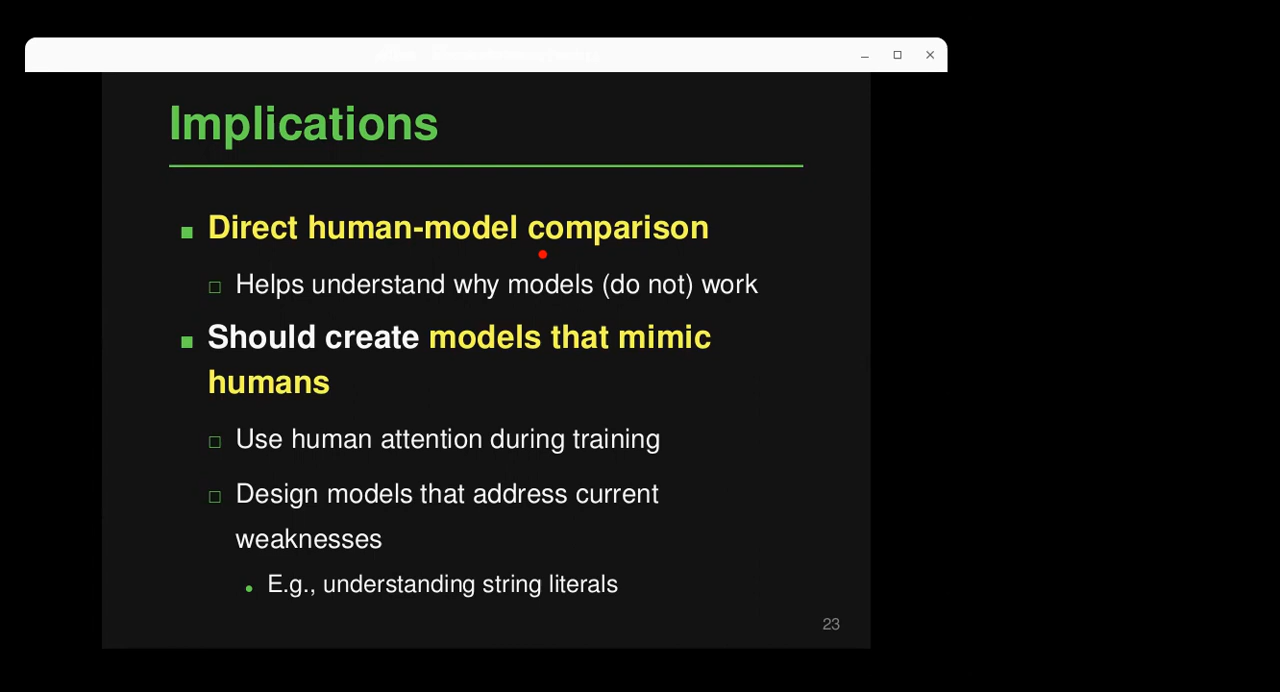 Implications
Direct human-model comparison
Helps understand why models (do not) work
Should create models that mimic
humans
Use human attention during training
Design models that address current
weaknesses
E.g., understanding string literals
23